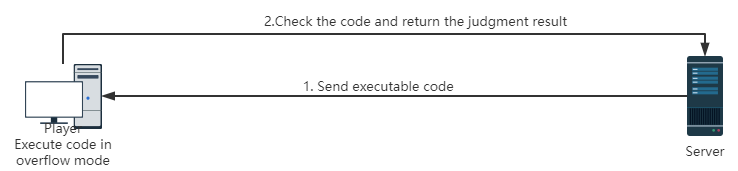 2.Check the code and return the judgment result
1. Send executable code
Player
Execute code in
overflow mode
Server